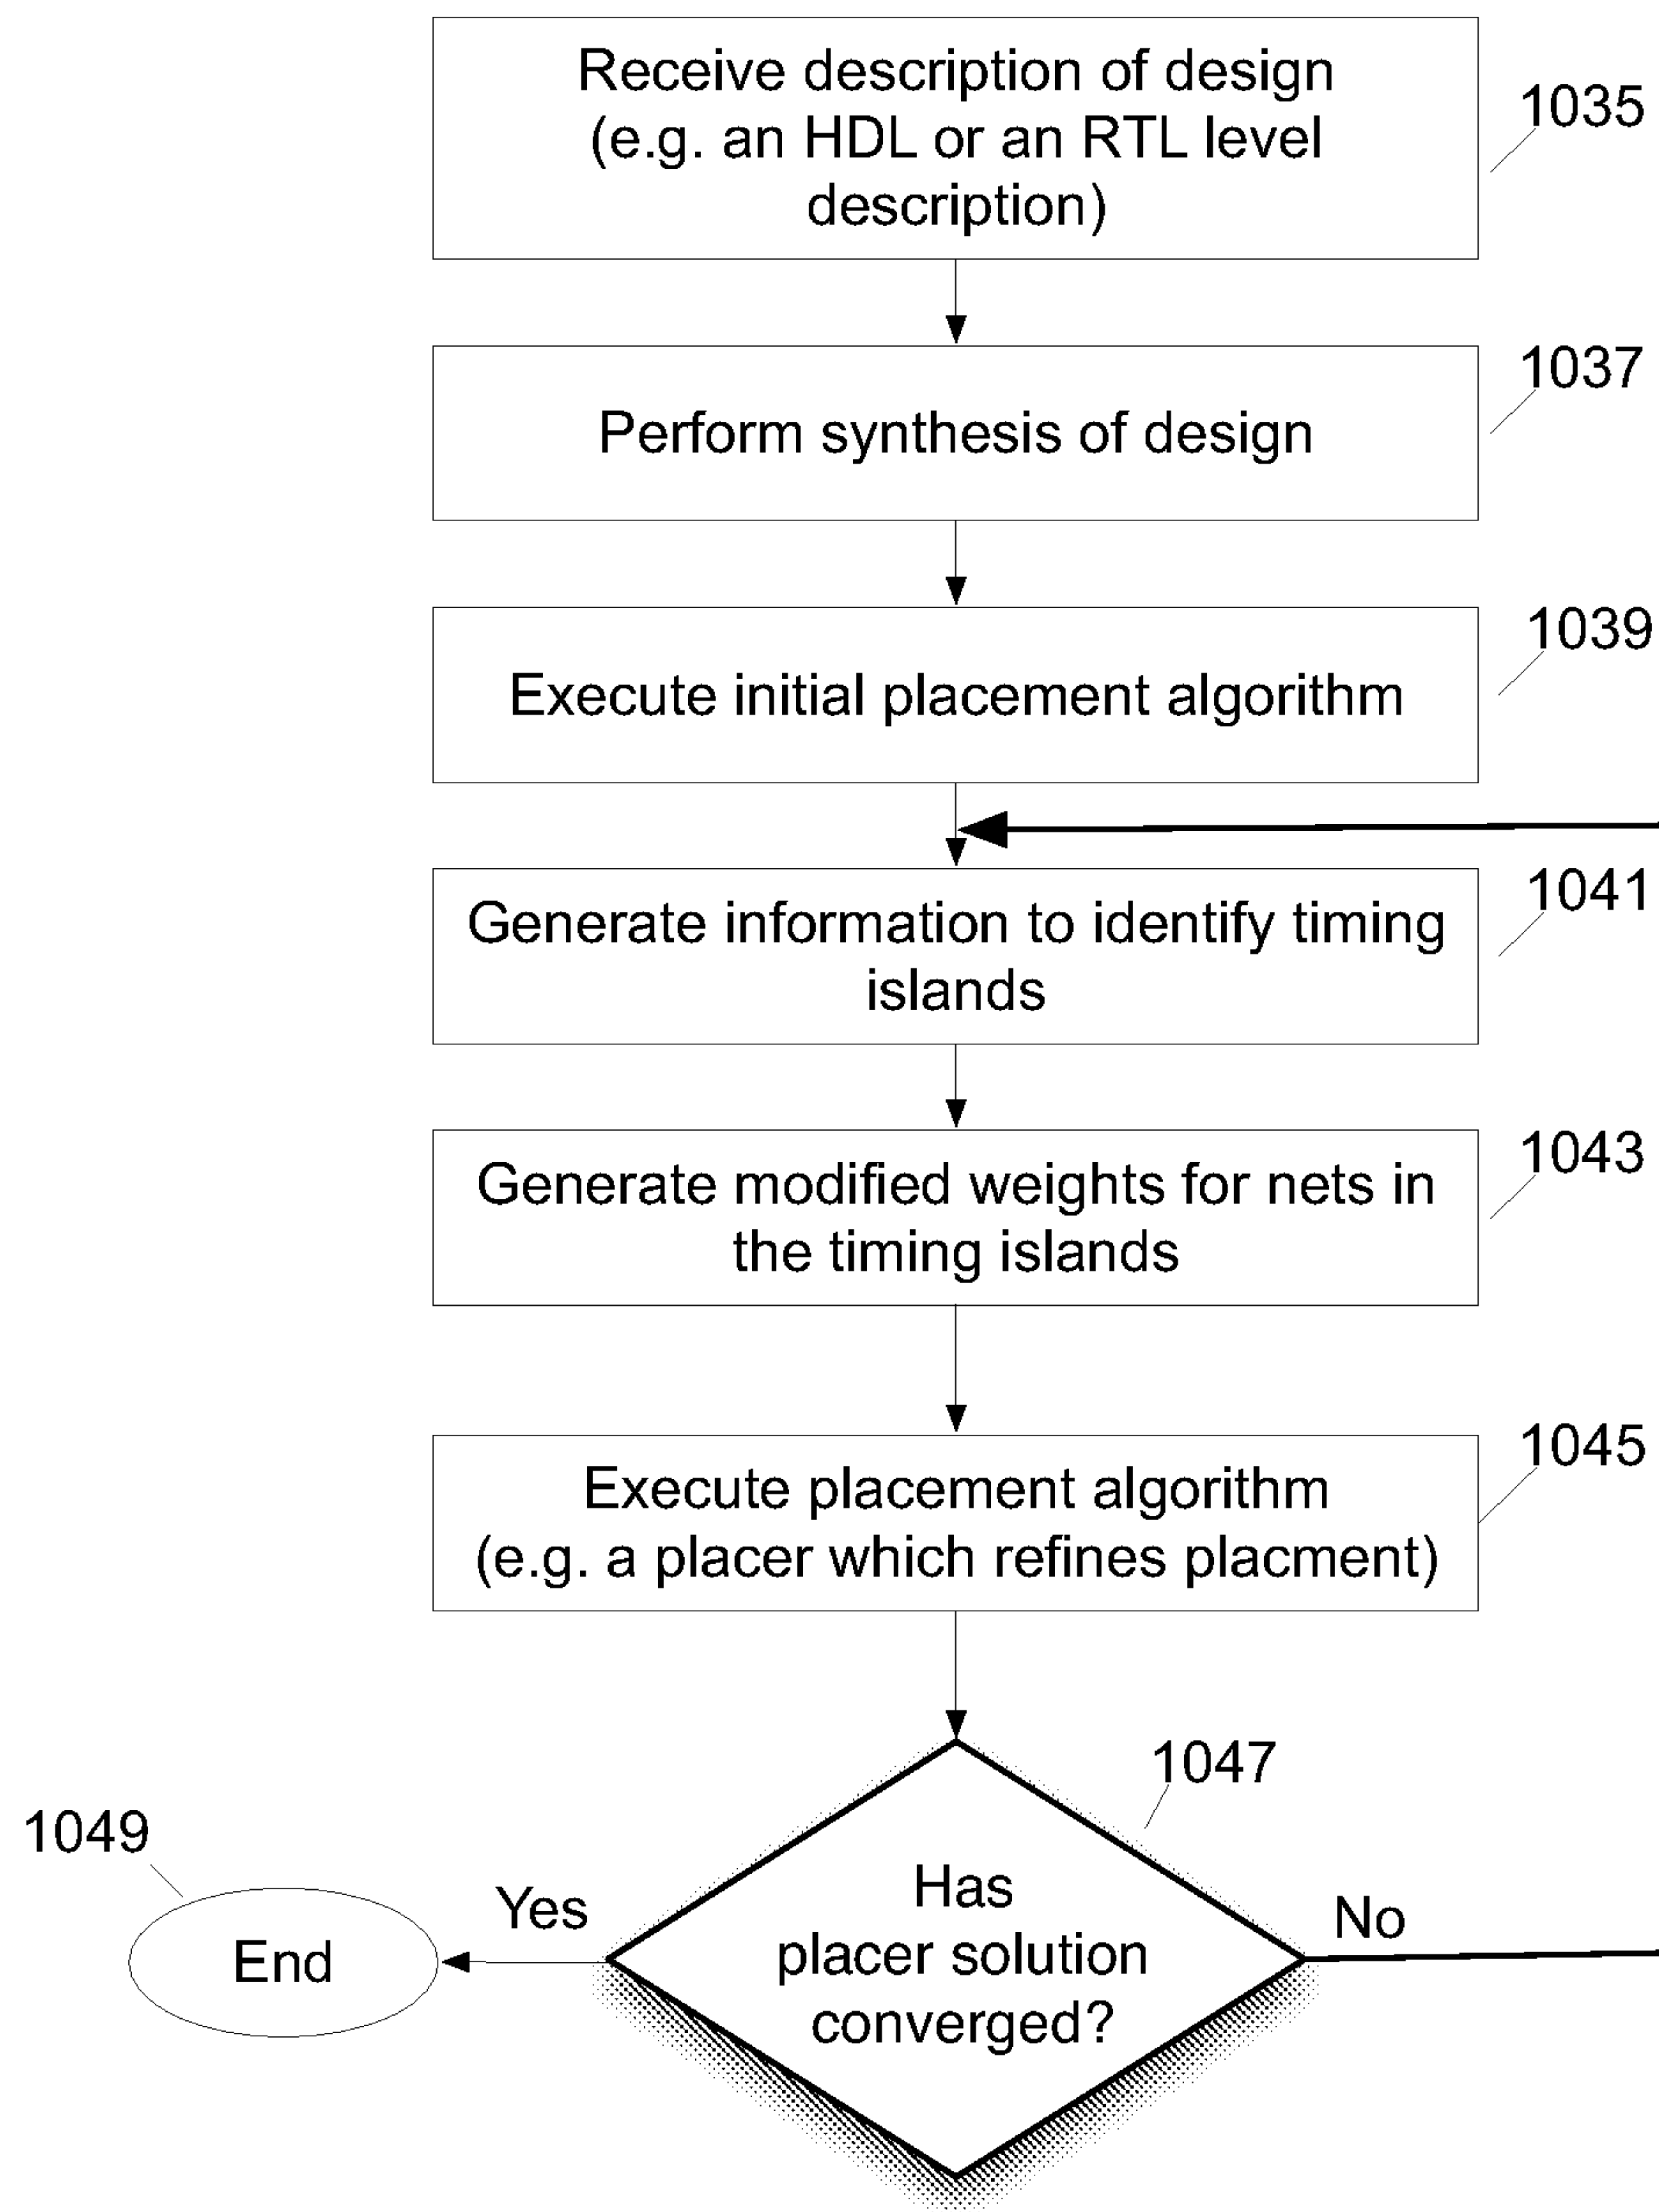 Receive description of design
(e.g. an HDL or an RTL level
description)
1035
Perform synthesis of design
1037
Execute initial placement algorithm
1039
Generate information to identify timing
islands
1041
Generate modified weights for nets in
the timing islands
1043
Execute placement algorithm
(e.g. a placer which refines placment)
1045
Has
placer solution
converged?
1047
No
Yes
End
1049